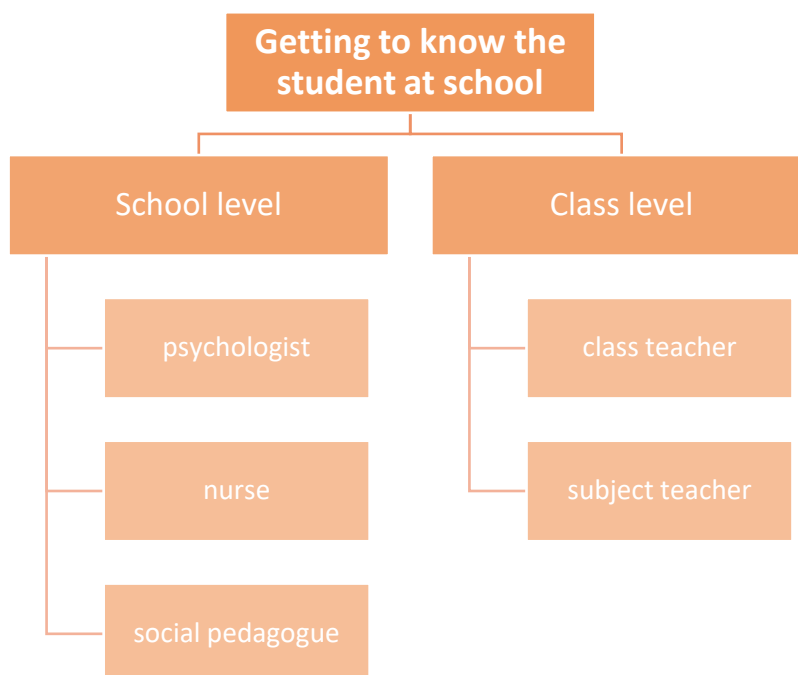 Getting to know the
student at school
School level
Class level
psychologist
class teacher
nurse
subject teacher
social pedagogue